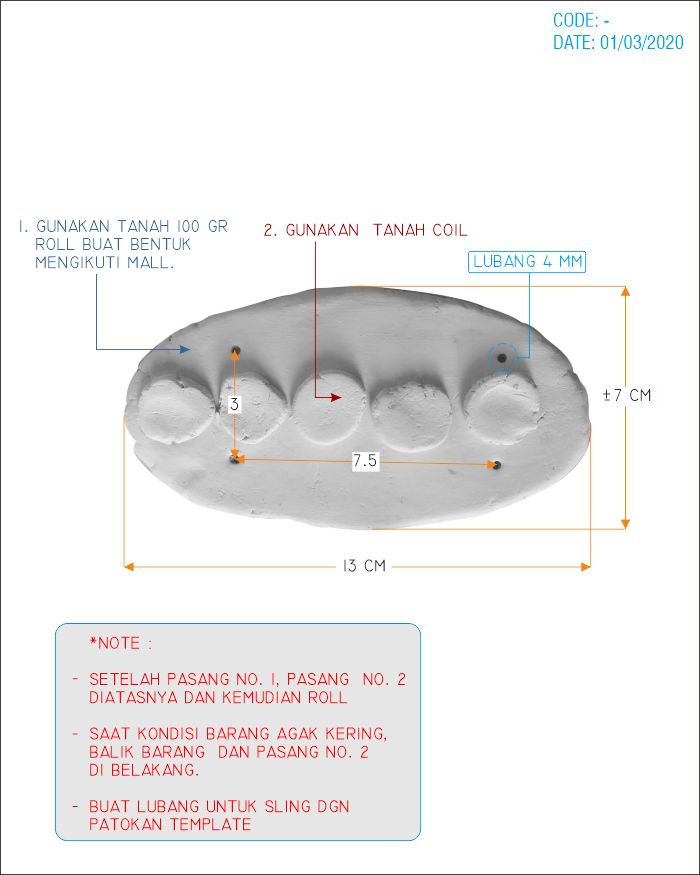 CODE: -
DATE: 01/03/2020
1. GUNAKAN TANAH 100 GR
ROLL BUAT BENTUK
MENGIKUTI MALL.
2. GUNAKAN TANAH COIL
LUBANG 4 MM
3
±7 CM
7.5
13 CM
*NOTE :
- SETELAH PASANG NO. 1, PASANG NO. 2
DIATASNYA DAN KEMUDIAN ROLL
- SAAT KONDISI BARANG AGAK KERING,
BALIK BARANG DAN PASANG NO. 2
DI BELAKANG.
- BUAT LUBANG UNTUK SLING DGN
PATOKAN TEMPLATE